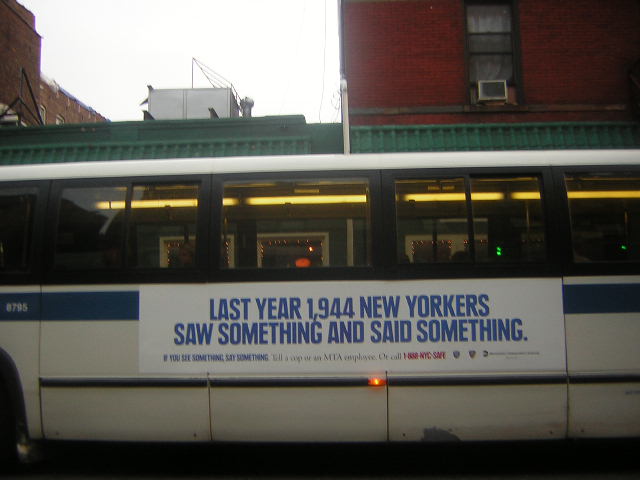 8795
LAST YEAR 1,944 NEW YORKERS
SAW SOMETHING AND SAID SOMETHING.
IF YOU SEE SOMETHING, SAY SOMETHING. Tell a cop or an MTA employee. Or call 1-888-NYC-SAFE